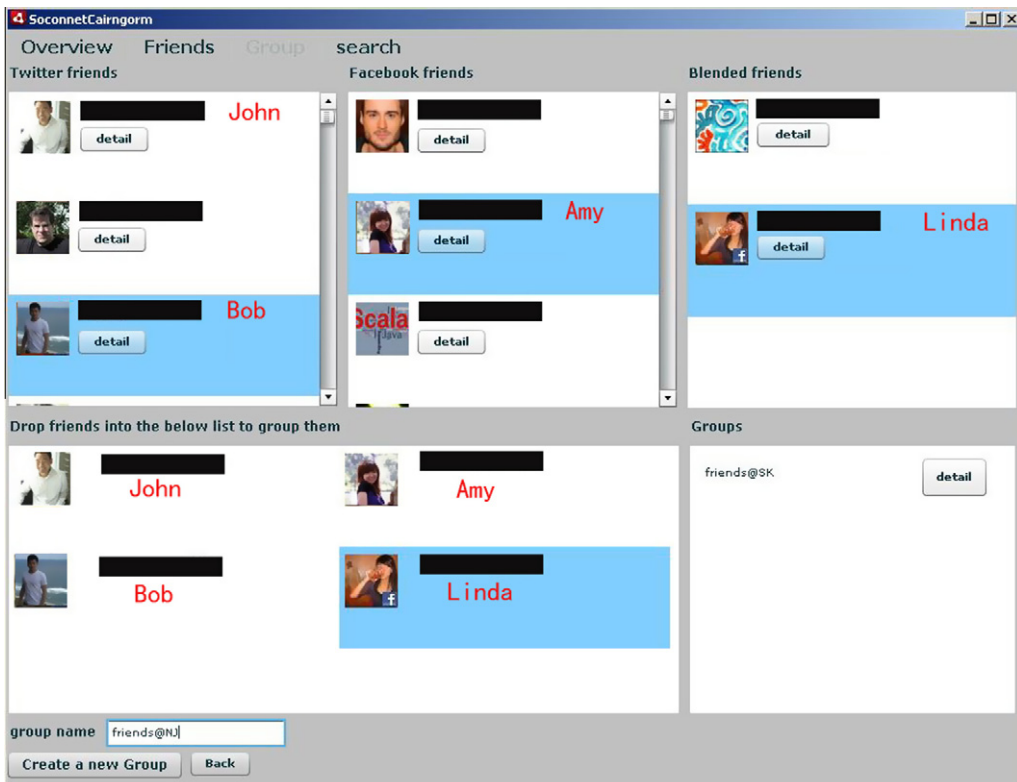 SoconnetCairngorm
Overview Friends Group search
Twitter friends
John
detail
detail
Bob
detail
Facebook friends
detail
Amy
detail
Scala
Java
detail
Blended friends
detail
Linda
detail
Drop friends into the below list to group them
John
Amy
Bob
Linda
Groups
friends@SK
detail
group name friends@NJ
Create a new Group Back